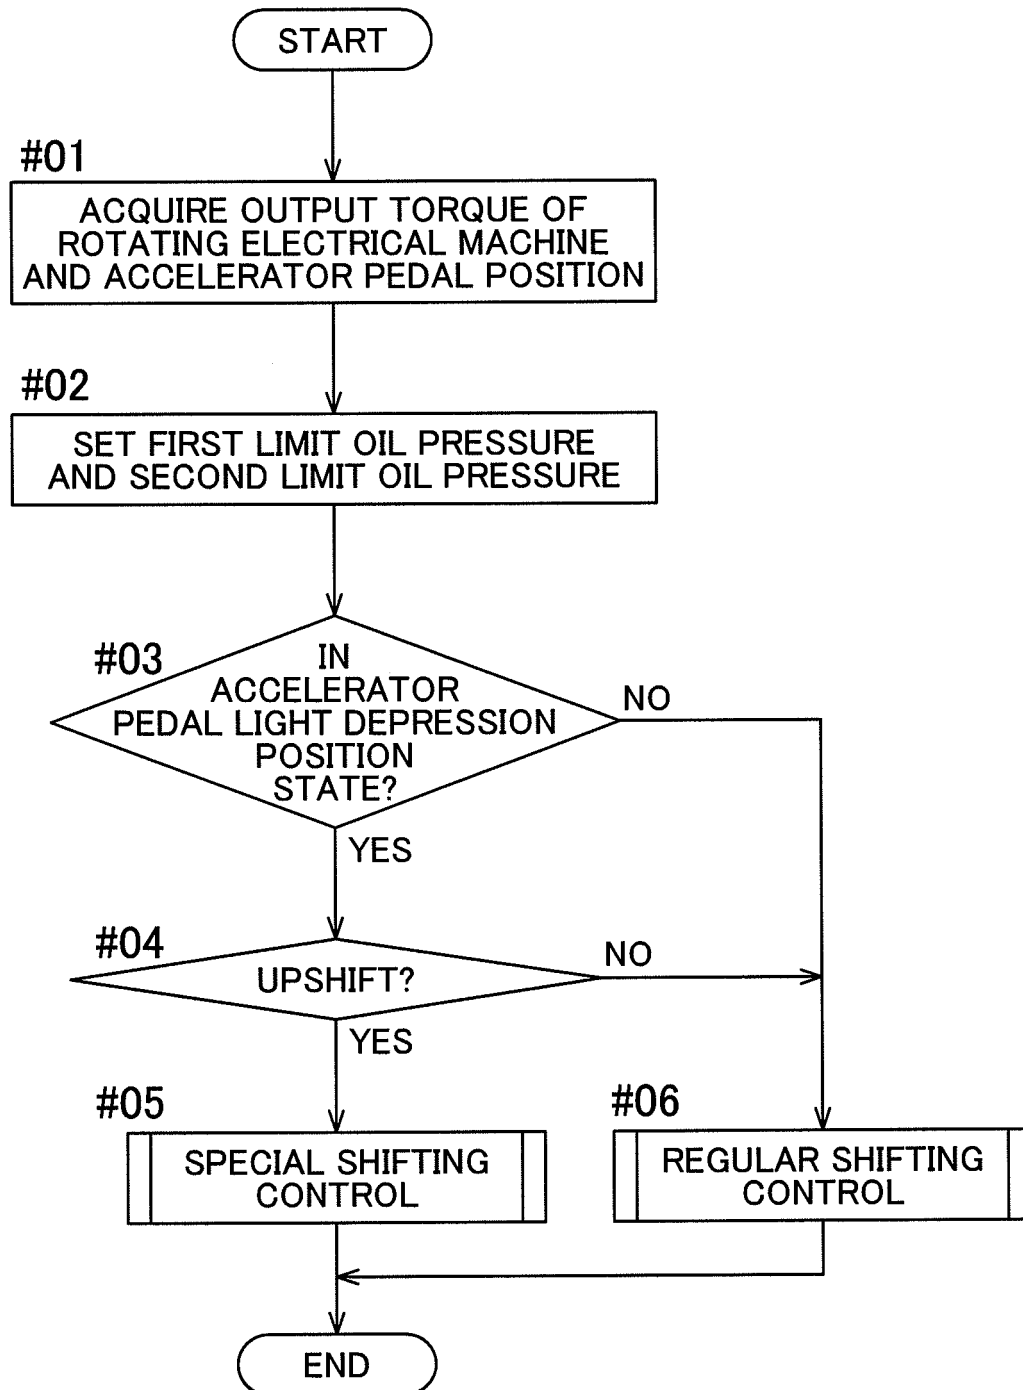 START
#01
ACQUIRE OUTPUT TORQUE OF
ROTATING ELECTRICAL MACHINE
AND ACCELERATOR PEDAL POSITION
#02
SET FIRST LIMIT OIL PRESSURE
AND SECOND LIMIT OIL PRESSURE
#03
IN
ACCELERATOR
PEDAL LIGHT DEPRESSION
POSITION
STATE?
NO
YES
#04
UPSHIFT?
NO
YES
#05
SPECIAL SHIFTING
CONTROL
#06
REGULAR SHIFTING
CONTROL
END